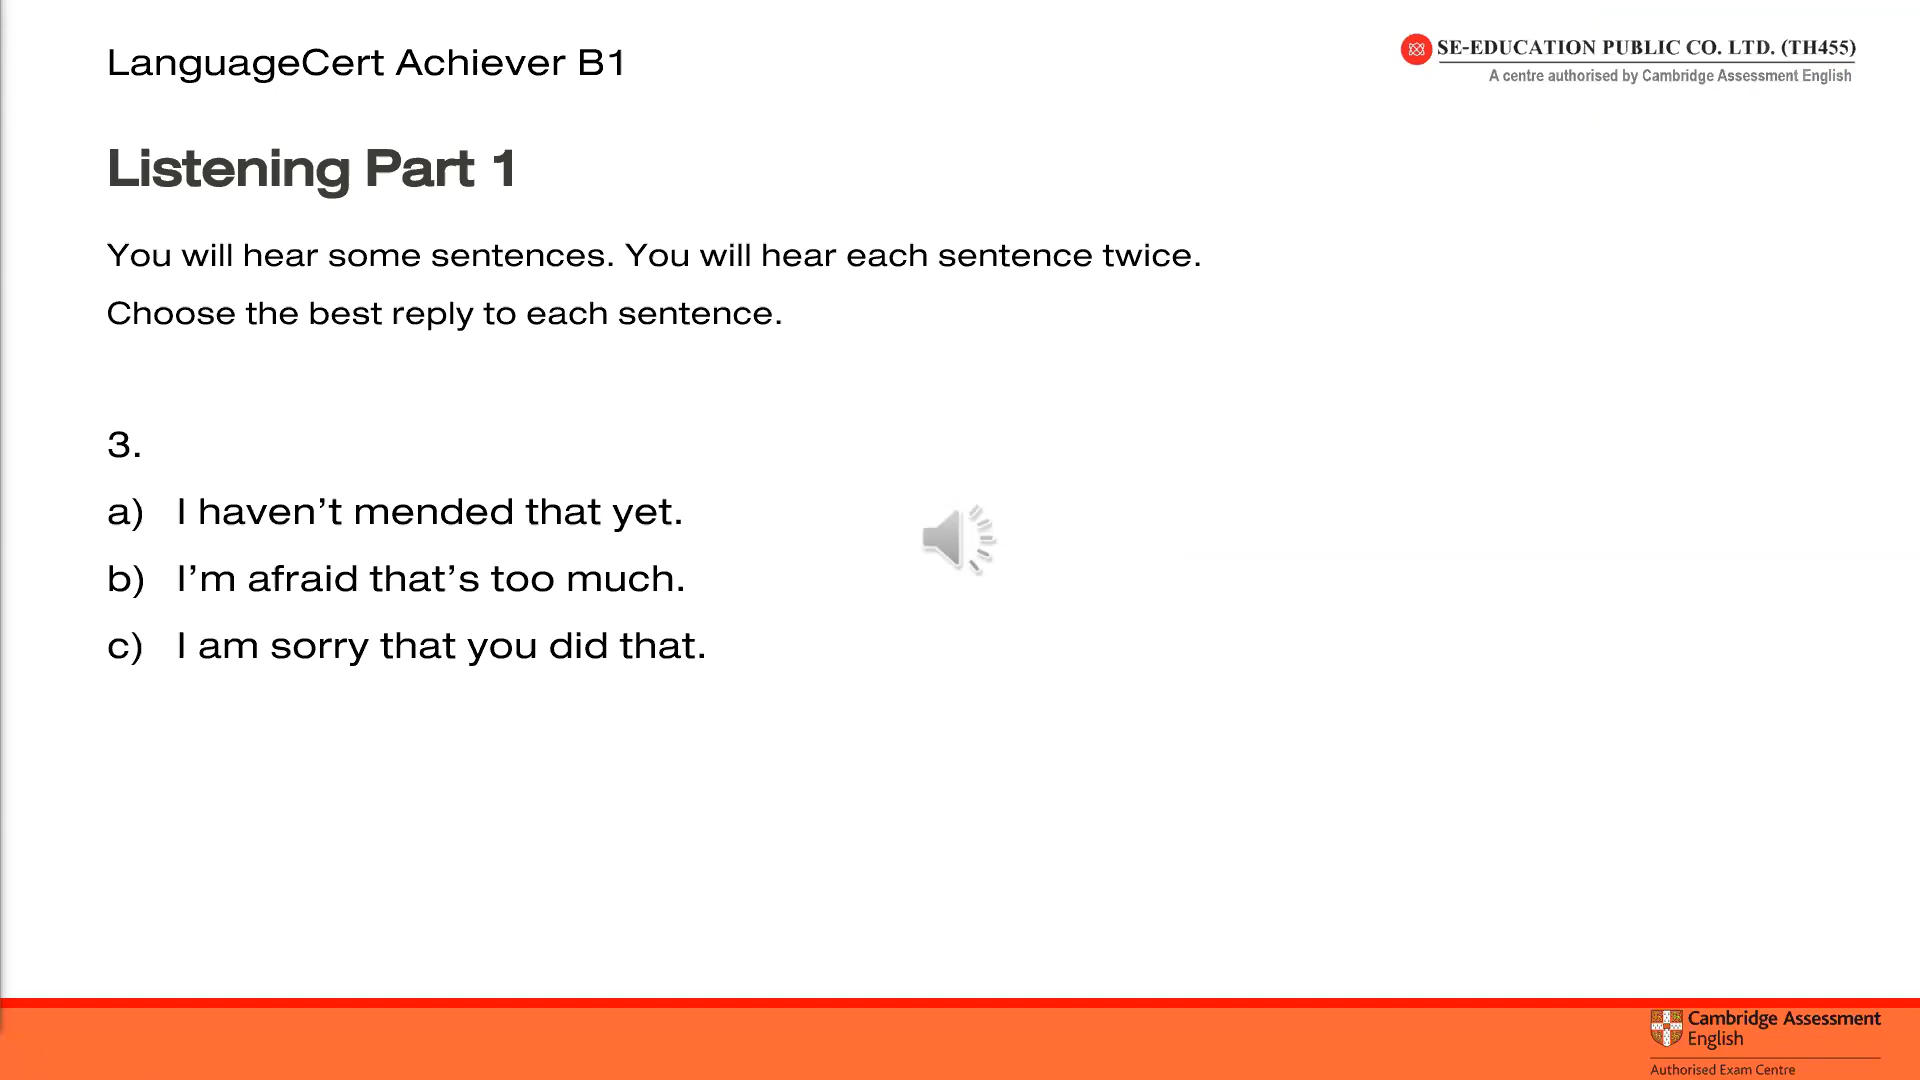 LanguageCert Achiever B1
SE-EDUCATION PUBLIC CO. LTD. (TH455)
A centre authorised by Cambridge Assessment English
Listening Part 1
You will hear some sentences. You will hear each sentence twice.
Choose the best reply to each sentence.
3.
a) I haven’t mended that yet.
b) I’m afraid that’s too much.
c) I am sorry that you did that.
Cambridge Assessment
English
Authorised Exam Centre